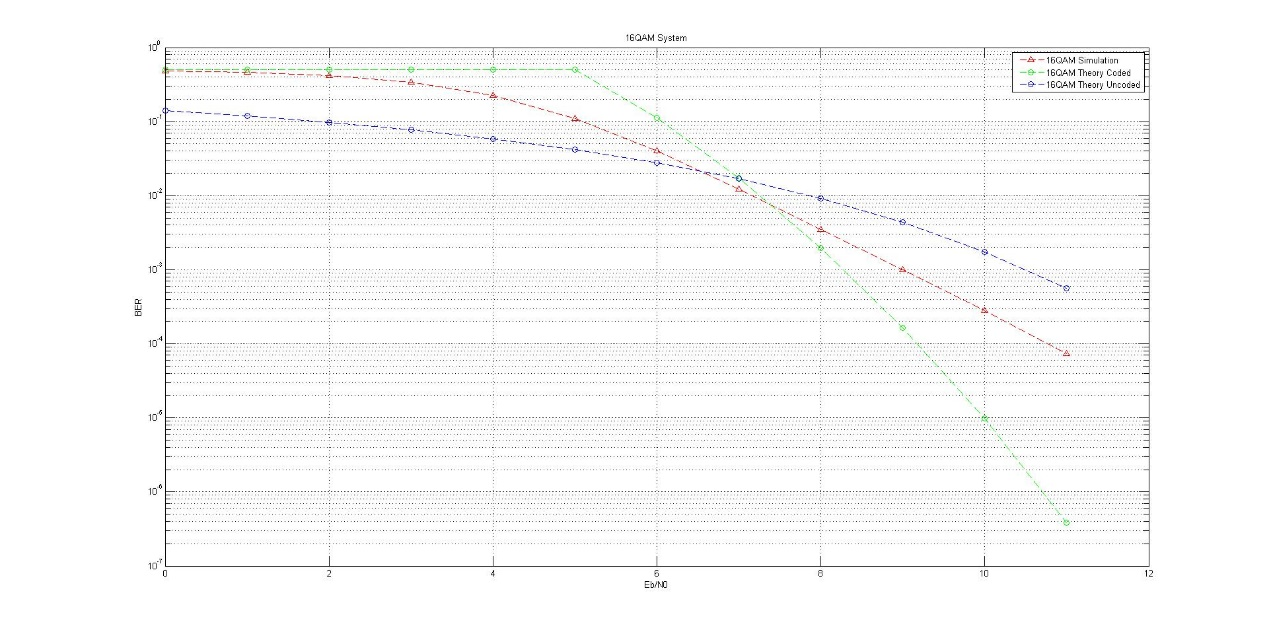 16QAM System
16QAM Simulation
16QAM Theory Coded
16QAM Theory Uncoded
10^0
10^-1
10^-2
10^-3
10^-4
10^-5
10^-6
10^-7
BER
0 2 4 6 8 10 12
Eb/N0